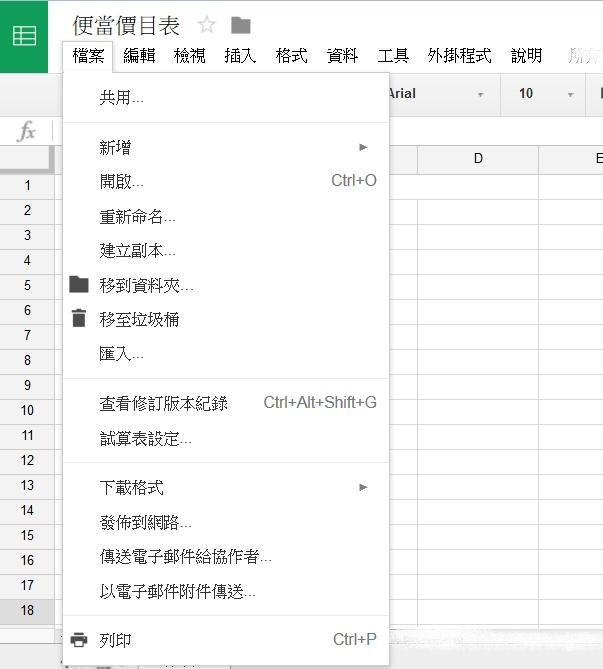 便當價目表
檔案 編輯 檢視 插入 格式 資料 工具 外掛程式 說明 所有
共用...
Arial 10
新增
fx
開啟... Ctrl+O
D E
重新命名...
建立副本...
移到資料夾...
移至垃圾桶
匯入...
查看修訂版本紀錄 Ctrl+Alt+Shift+G
試算表設定...
下載格式
發佈到網路...
傳送電子郵件給協作者...
以電子郵件附件傳送...
列印 Ctrl+P
1
2
3
4
5
6
7
8
9
10
11
12
13
14
15
16
17
18